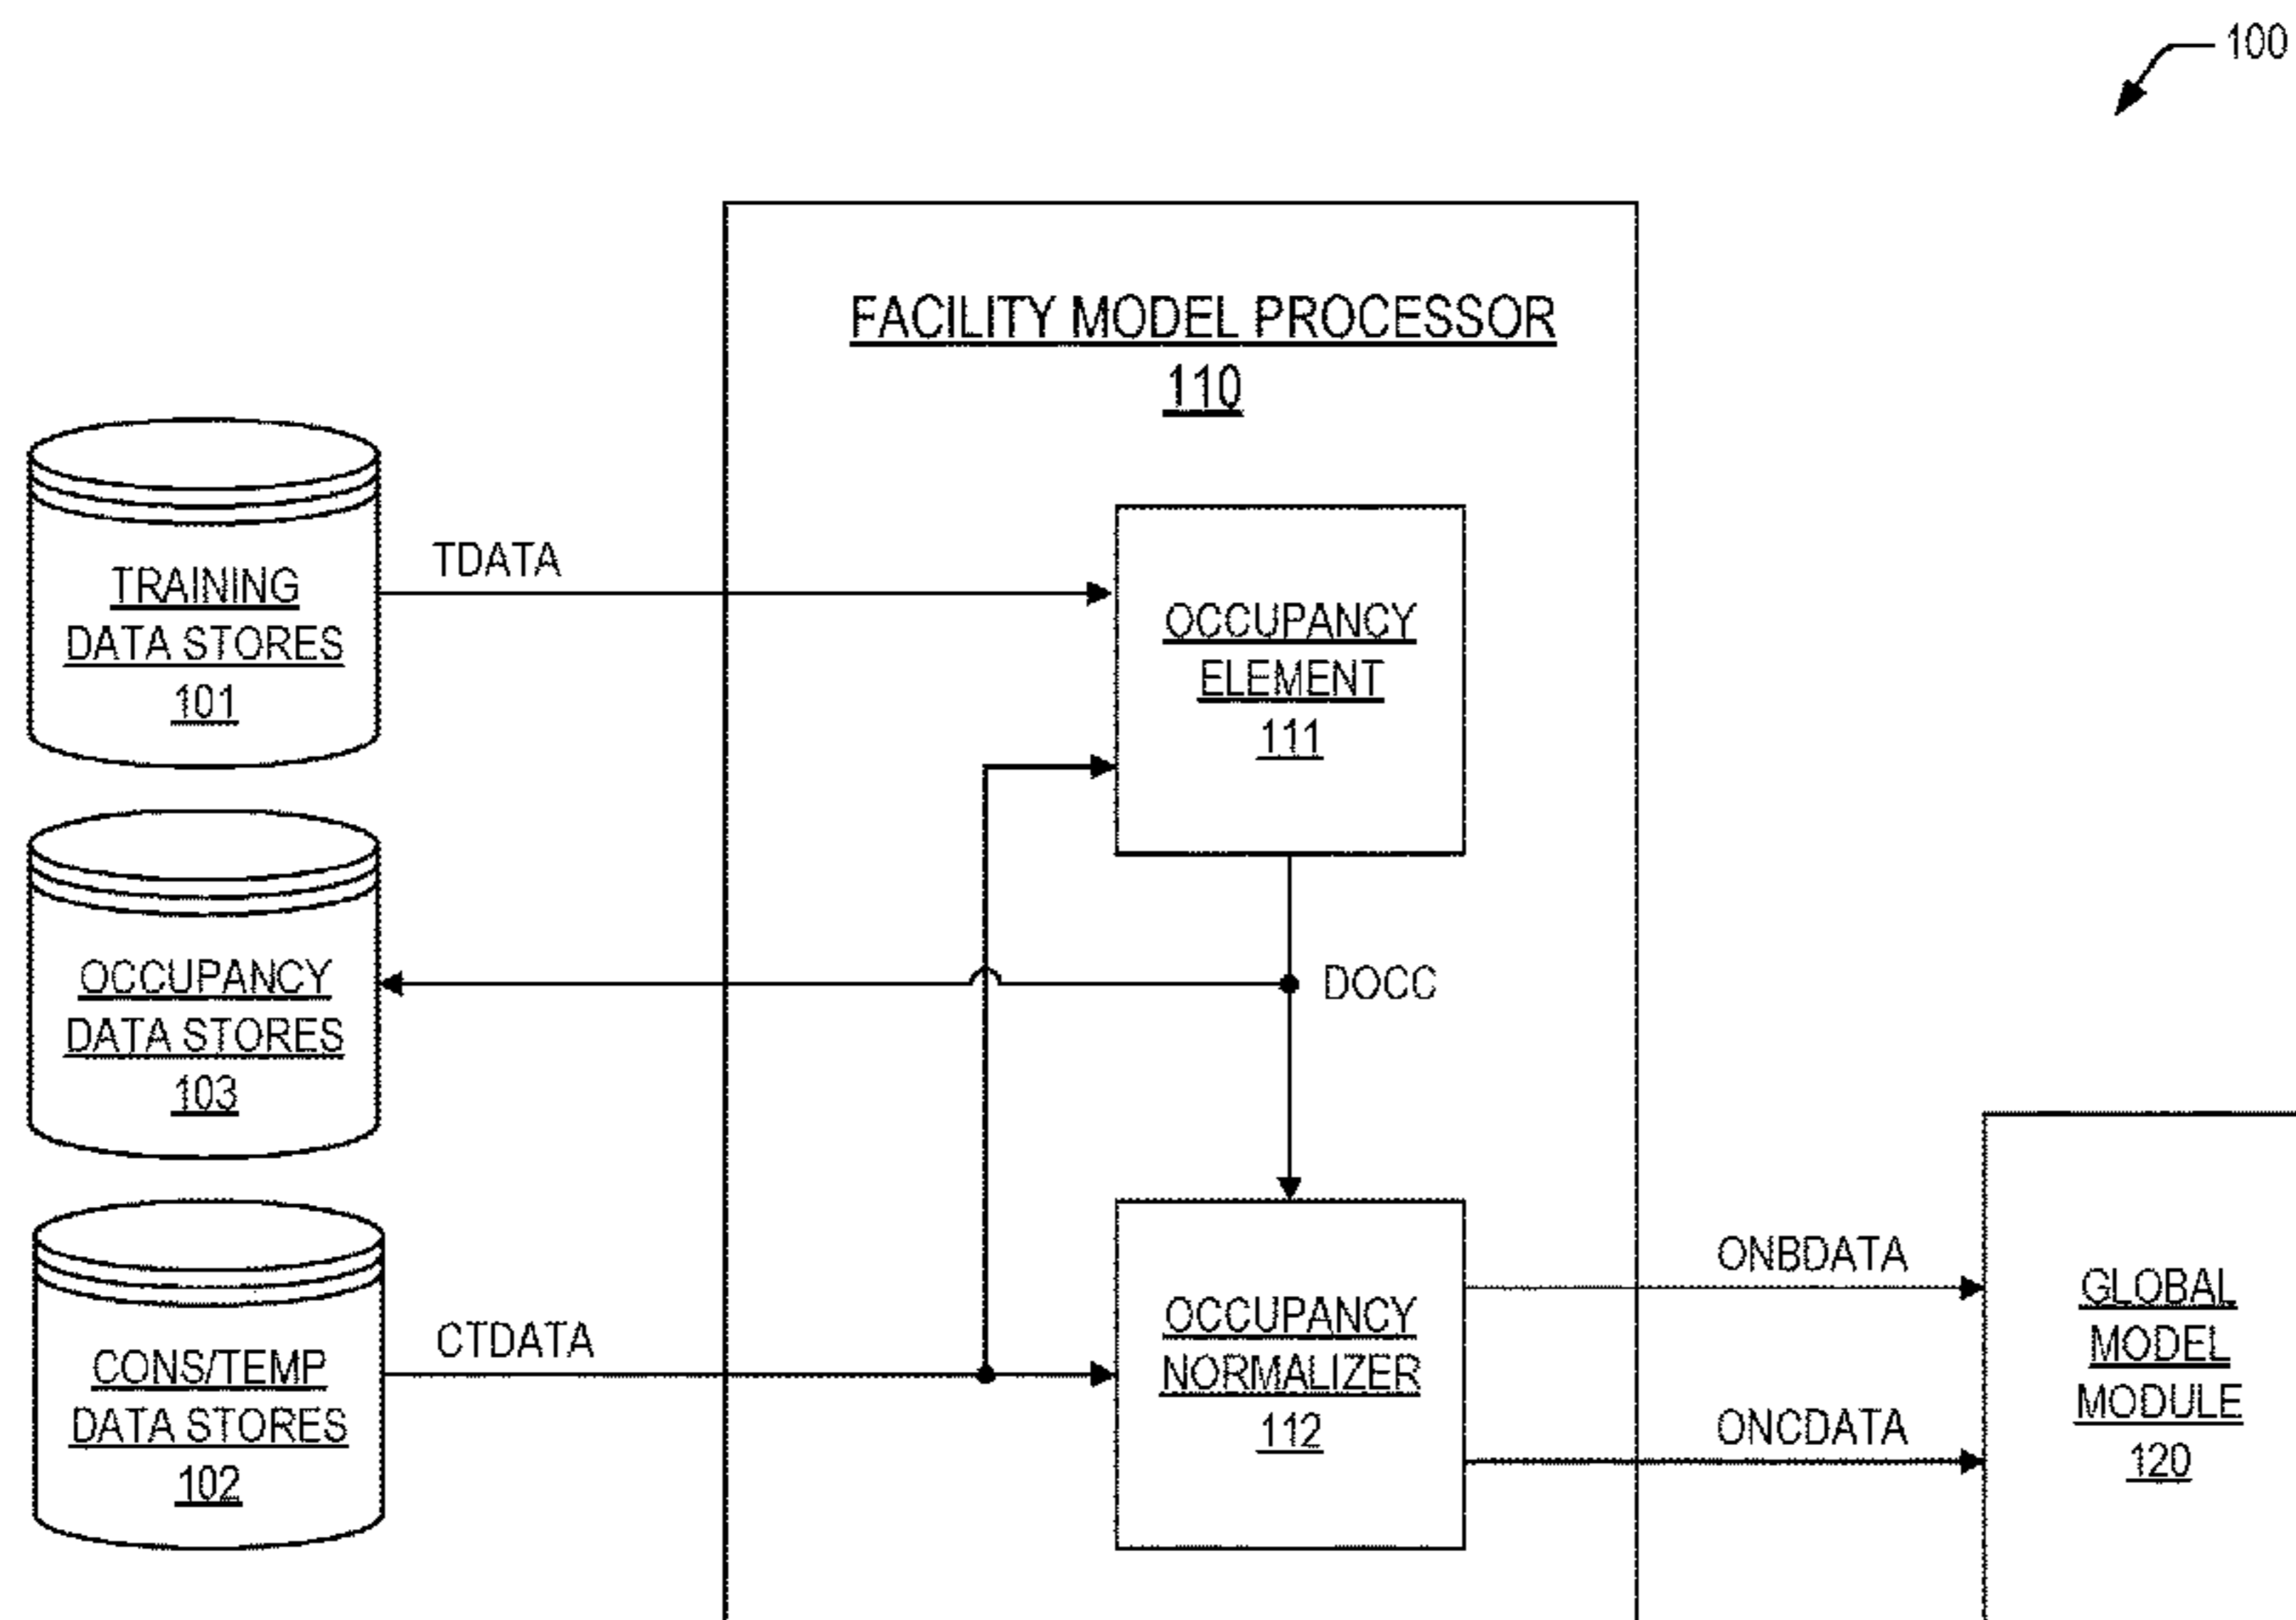 100
FACILITY MODEL PROCESSOR
110
TRAINING
DATA STORES
101
TDATA
OCCUPANCY
ELEMENT
111
OCCUPANCY
DATA STORES
103
DOCC
CONS/TEMP
DATA STORES
102
CTDATA
OCCUPANCY
NORMALIZER
112
ONBDATA
ONCDATA
GLOBAL
MODEL
MODULE
120